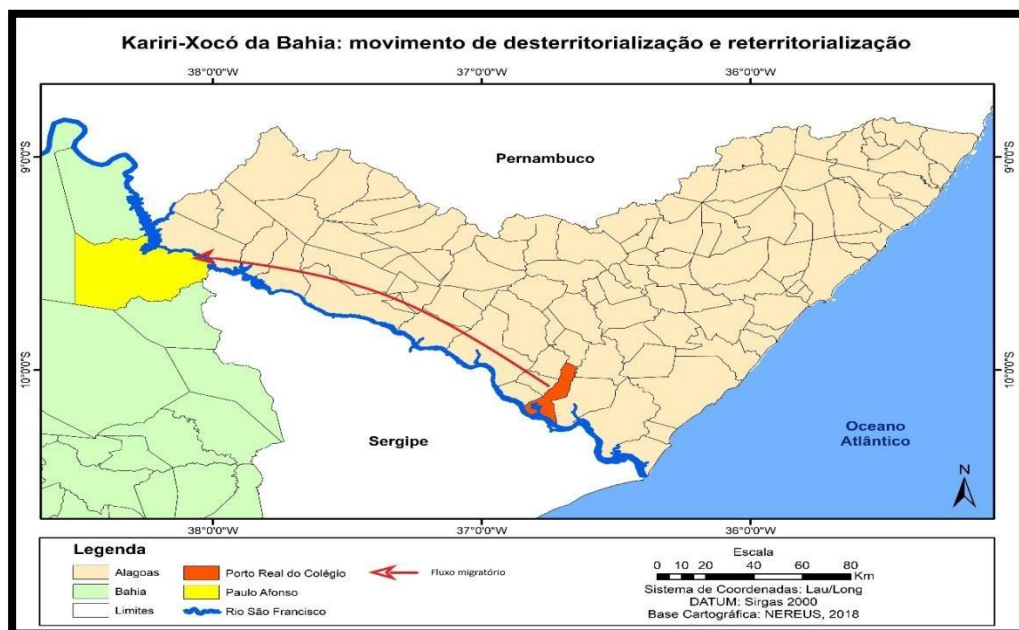 Kariri-Xocó da Bahia: movimento de desterritorialização e reterritorialização
38°0'0"W 37°0'0"W 36°0'0"W
Pernambuco
9°0'0"S 9°0'0"S
10°0'0"S 10°0'0"S
Sergipe
Oceano
Atlântico
N
38°0'0"W 37°0'0"W 36°0'0"W
Legenda
Alagoas
Bahia
Limites
Porto Real do Colégio
Paulo Afonso
Rio São Francisco
Fluxo migratório
Escala
0 5 10 20 40 60 80
Km
Sistema de Coordenadas: Lau/Long
DATUM: Sirgas 2000
Base Cartográfica: NEREUS, 2018